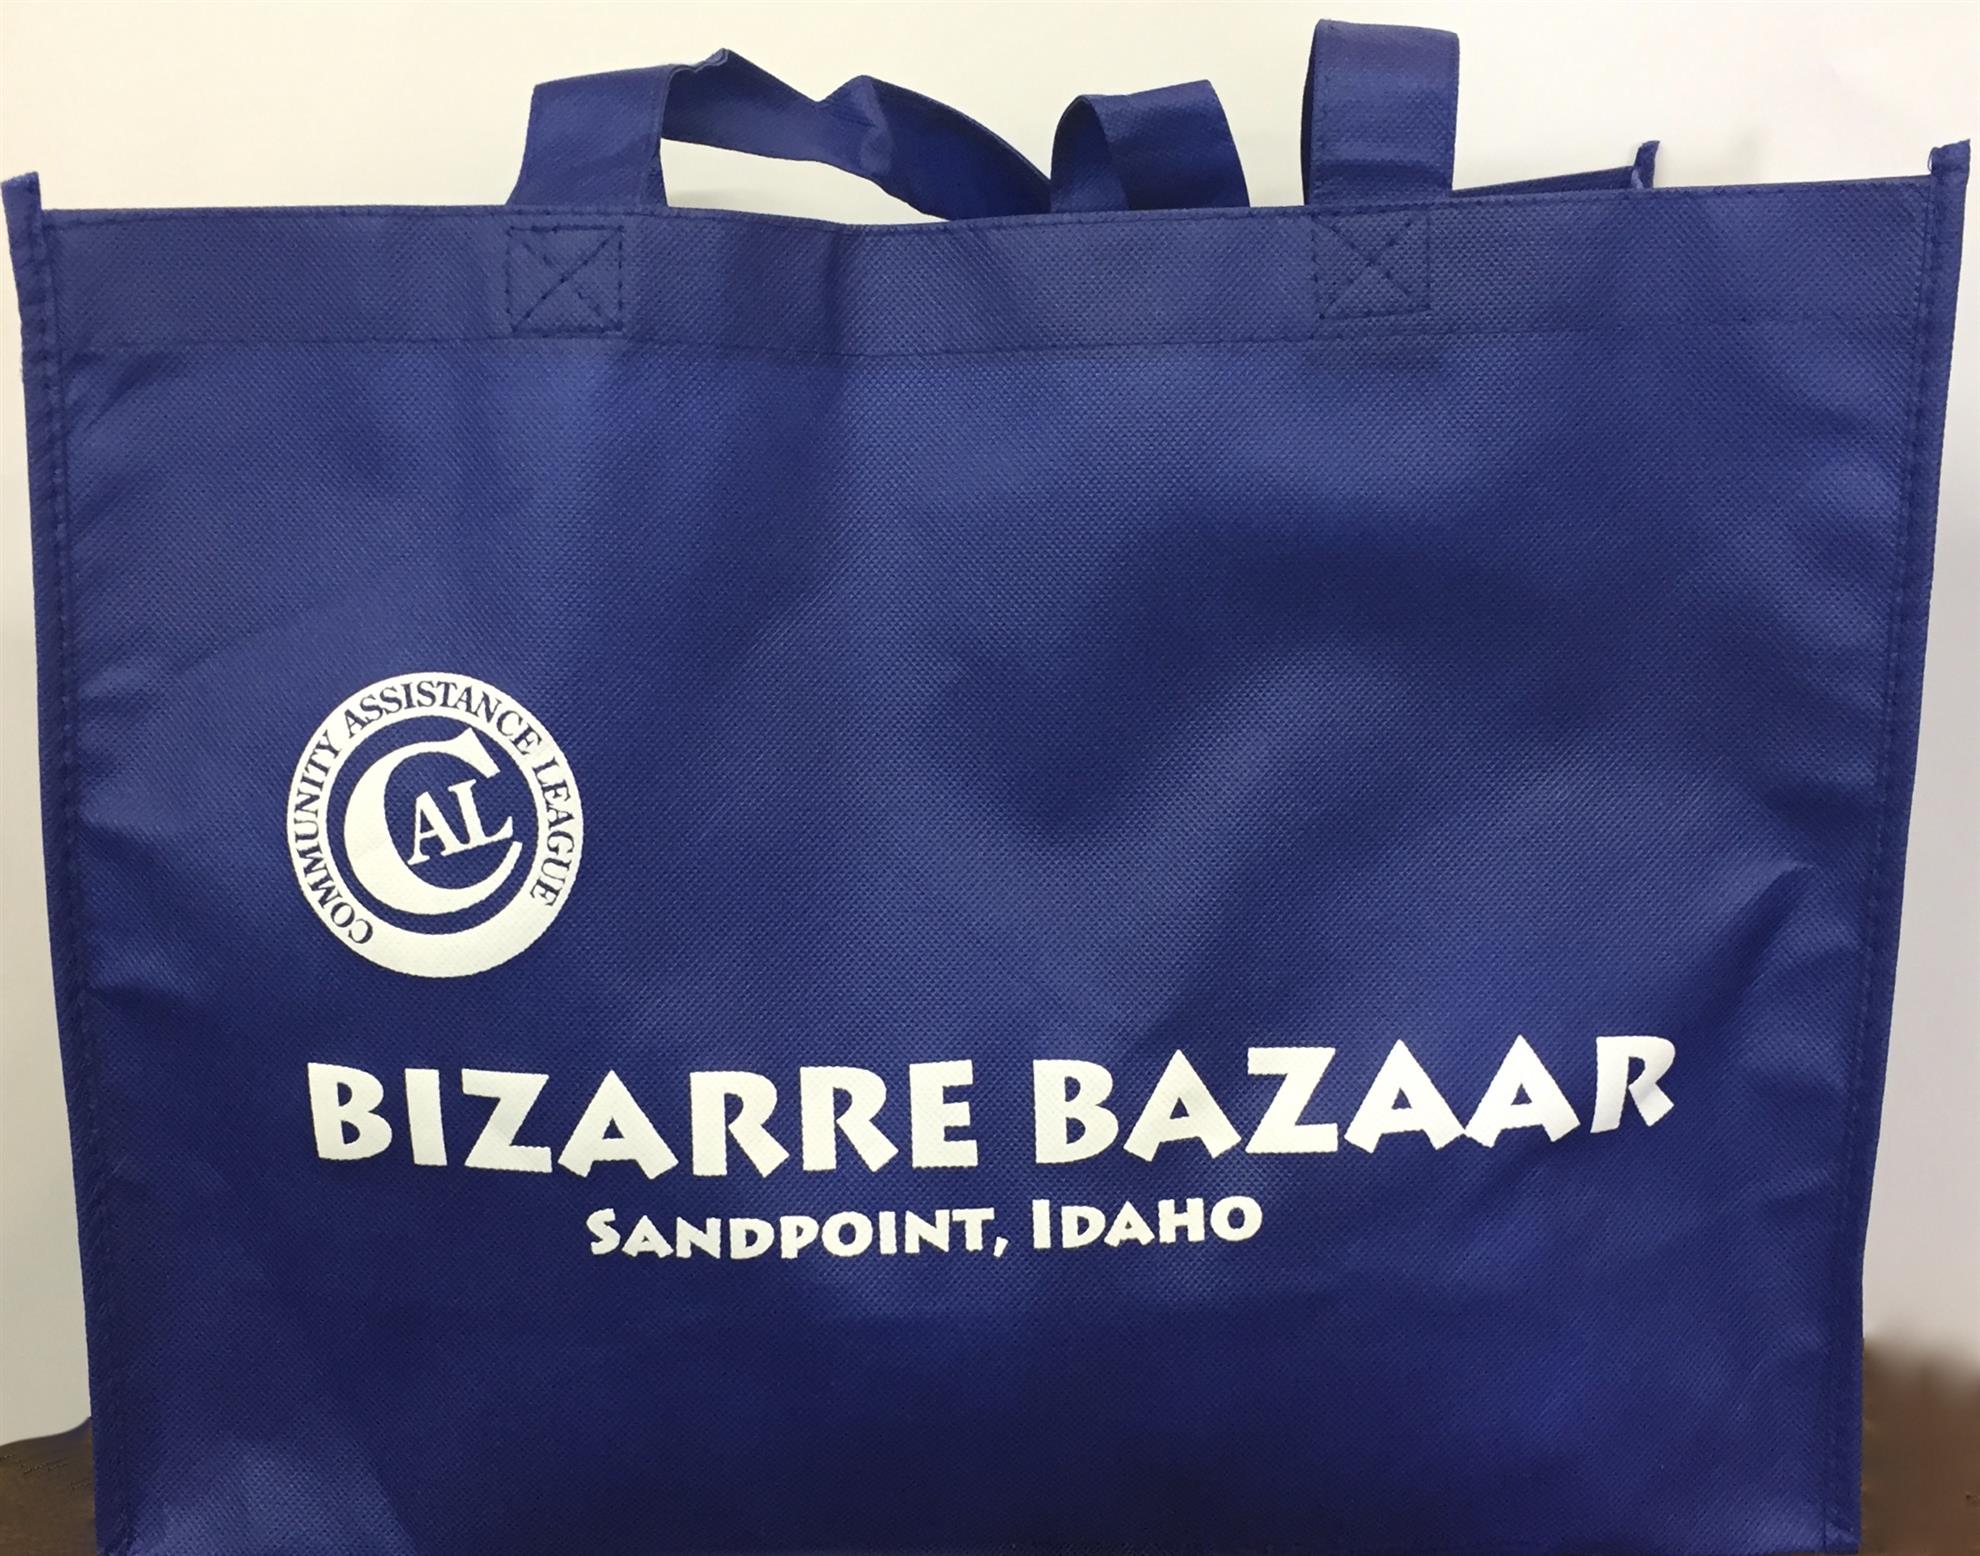 COMMUNITY ASSISTANCE LEAGUE
CAL
BIZARRE BAZAAR
SANDPOINT, IDAHO